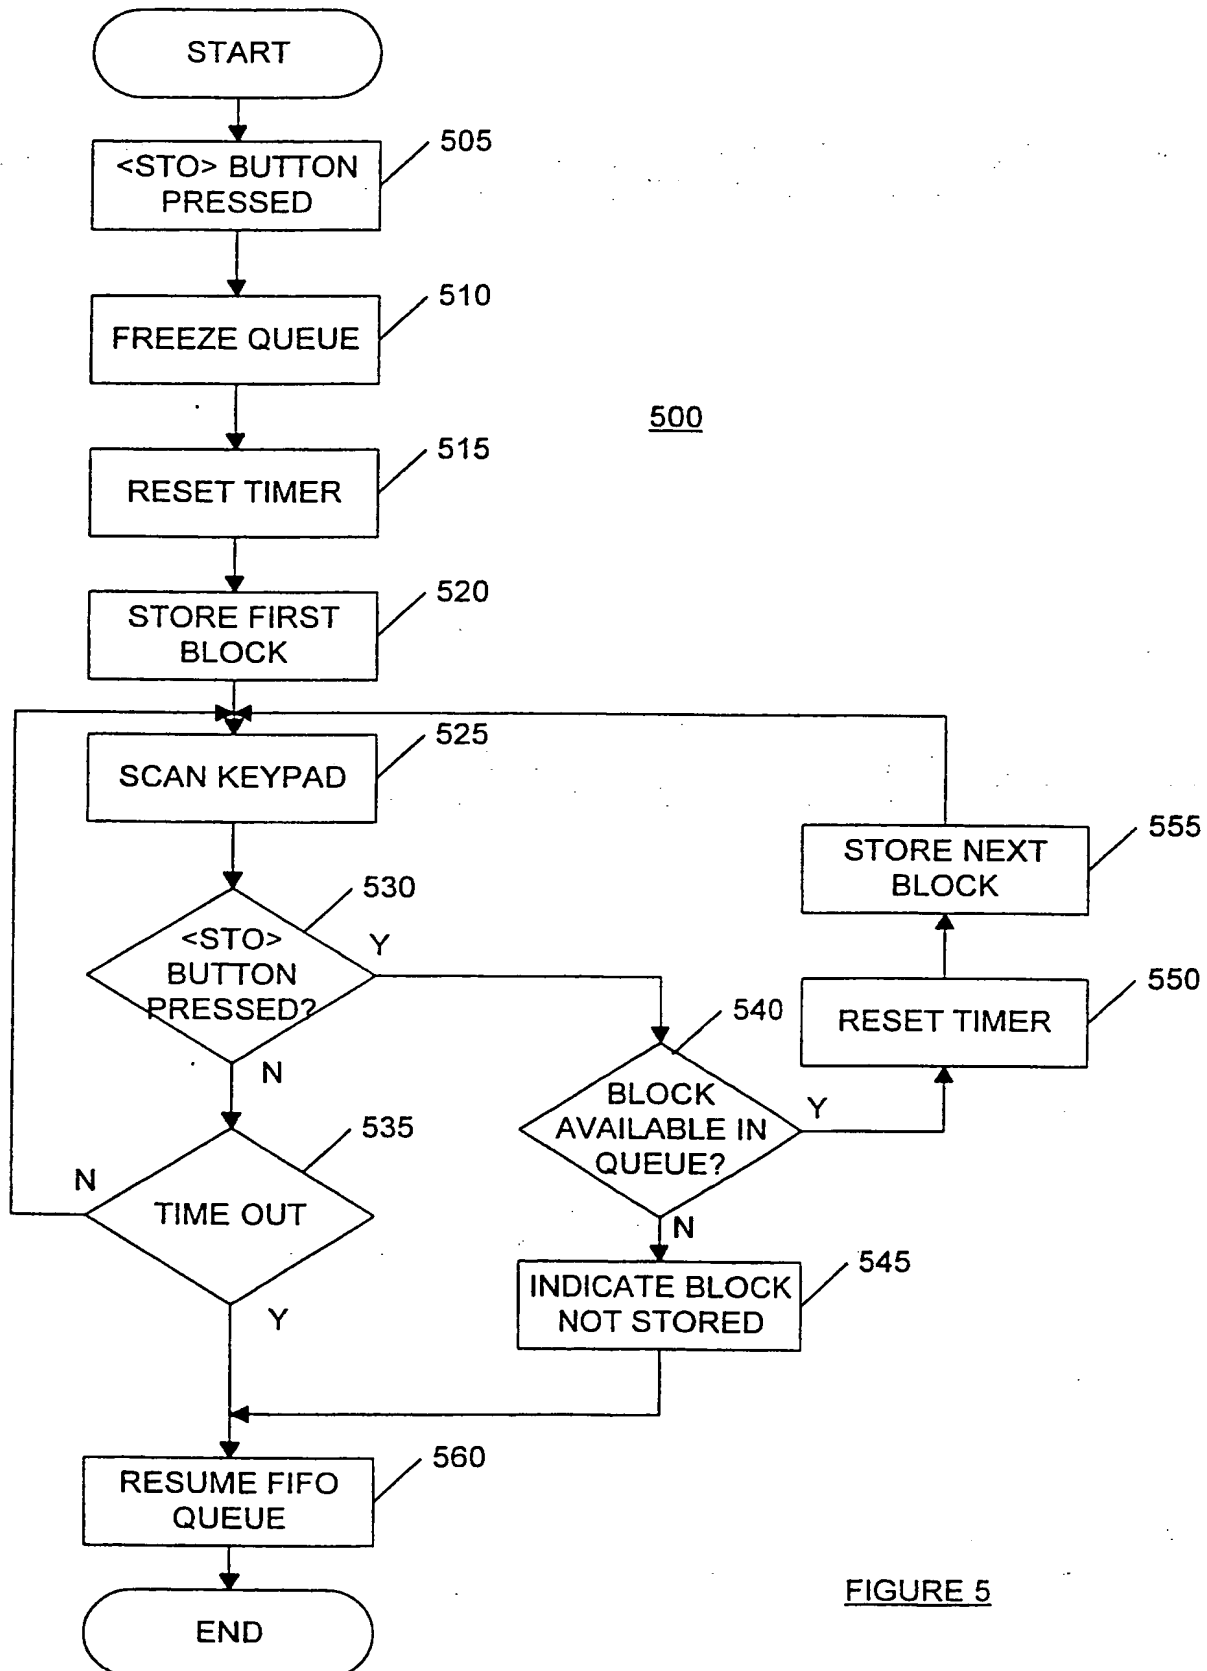 START
505
<STO> BUTTON
PRESSED
510
FREEZE QUEUE
500
515
RESET TIMER
520
STORE FIRST
BLOCK
525
SCAN KEYPAD
555
STORE NEXT
BLOCK
530
<STO>
BUTTON
PRESSED?
Y
N
550
RESET TIMER
540
BLOCK
AVAILABLE IN
QUEUE?
Y
N
535
TIME OUT
N
Y
545
INDICATE BLOCK
NOT STORED
560
RESUME FIFO
QUEUE
END
FIGURE 5